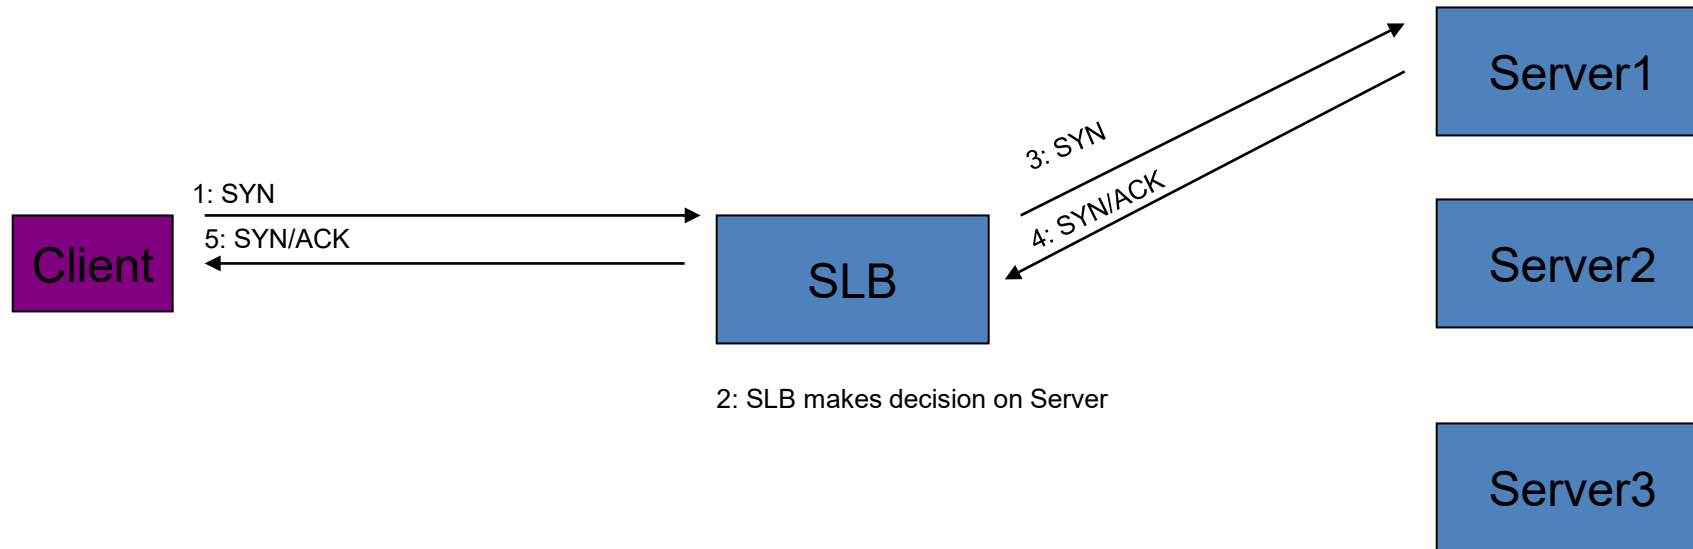 Server1
3: SYN
1: SYN
4: SYN/ACK
5: SYN/ACK
Client
SLB
Server2
2: SLB makes decision on Server
Server3